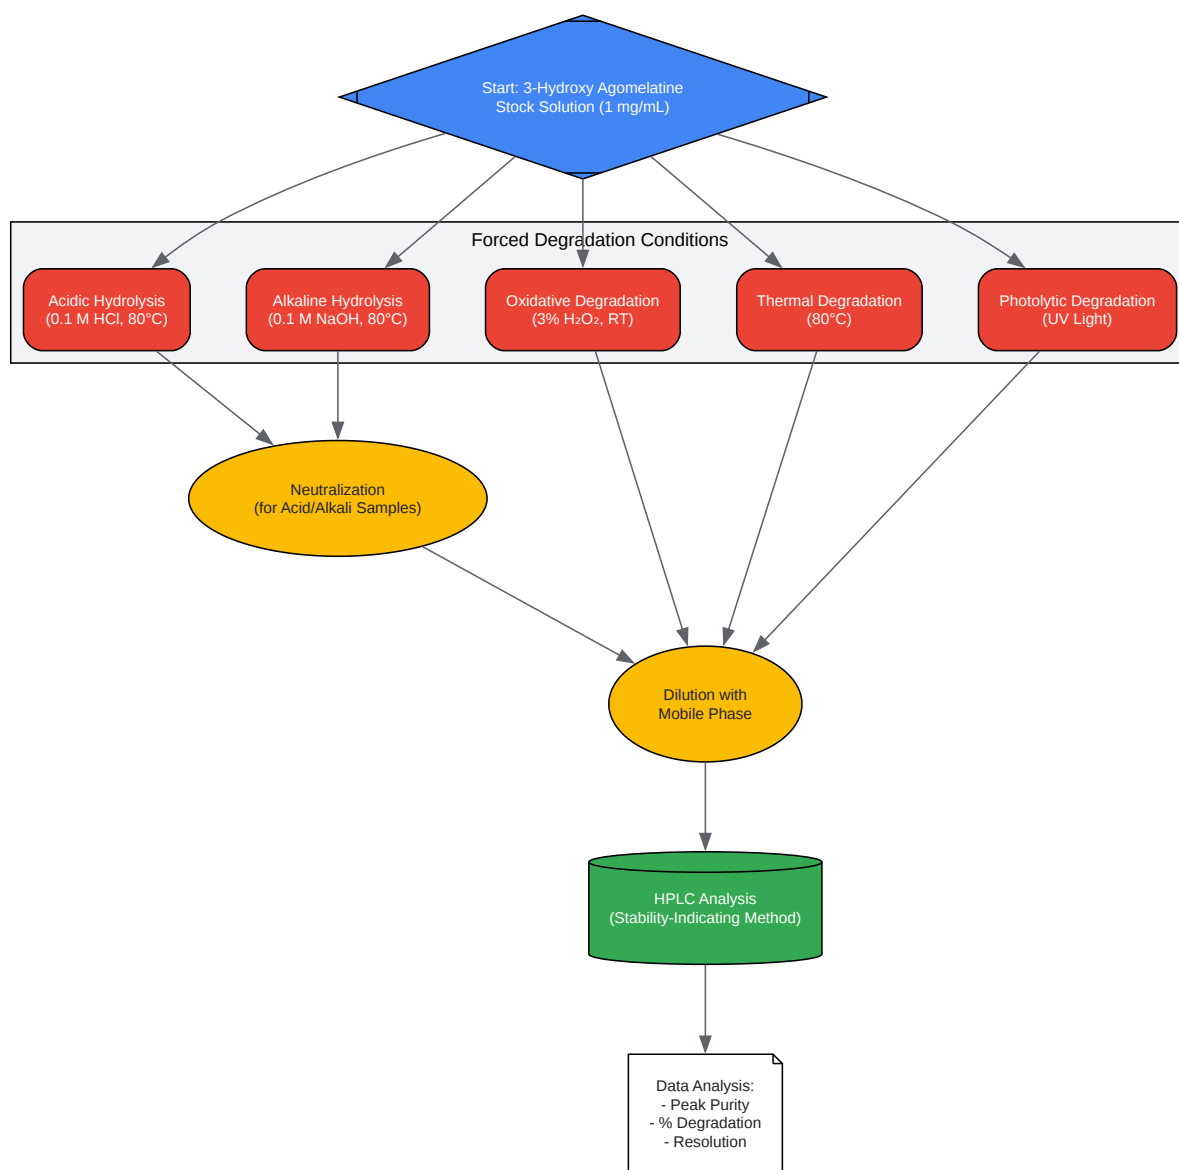 Start: 3-Hydroxy Agomelatine
Stock Solution (1 mg/mL)
Forced Degradation Conditions
Acidic Hydrolysis
(0.1 M HCl, 80°C)
Alkaline Hydrolysis
(0.1 M NaOH, 80°C)
Oxidative Degradation
(3% H₂O₂, RT)
Thermal Degradation
(80°C)
Photolytic Degradation
(UV Light)
Neutralization
(for Acid/Alkali Samples)
Dilution with
Mobile Phase
HPLC Analysis
(Stability-Indicating Method)
Data Analysis:
- Peak Purity
- % Degradation
- Resolution